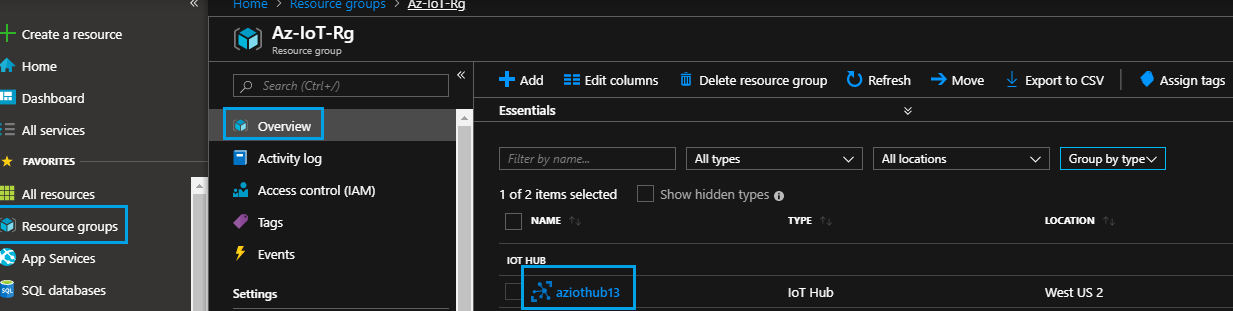 Home > Resource groups > Az-IoT-Rg
Create a resource
Home
Dashboard
All services
FAVORITES
All resources
Resource groups
App Services
SQL databases
SQL
Az-IoT-Rg
Resource group
Search (Ctrl+/)
Overview
Activity log
Access control (IAM)
Tags
Events
Settings
Add Edit columns Delete resource group Refresh Move Export to CSV Assign tags
Essentials
Filter by name... All types All locations Group by type
1 of 2 items selected Show hidden types
NAME TYPE LOCATION
IOT HUB
aziothub13 IoT Hub West US 2